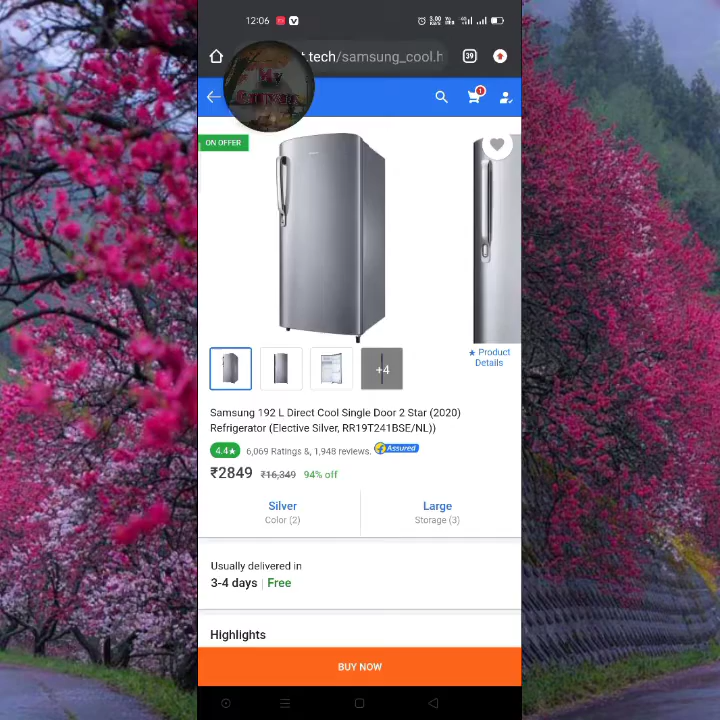 12:06
t.tech/samsung_cool.h
39
1
ON OFFER
+4
★ Product
Details
Samsung 192 L Direct Cool Single Door 2 Star (2020)
Refrigerator (Elective Silver, RR19T241BSE/NL))
4.4★ 6,069 Ratings &, 1,948 reviews. Assured
₹2849 ₹16,349 94% off
Silver
Color (2)
Large
Storage (3)
Usually delivered in
3-4 days | Free
Highlights
BUY NOW